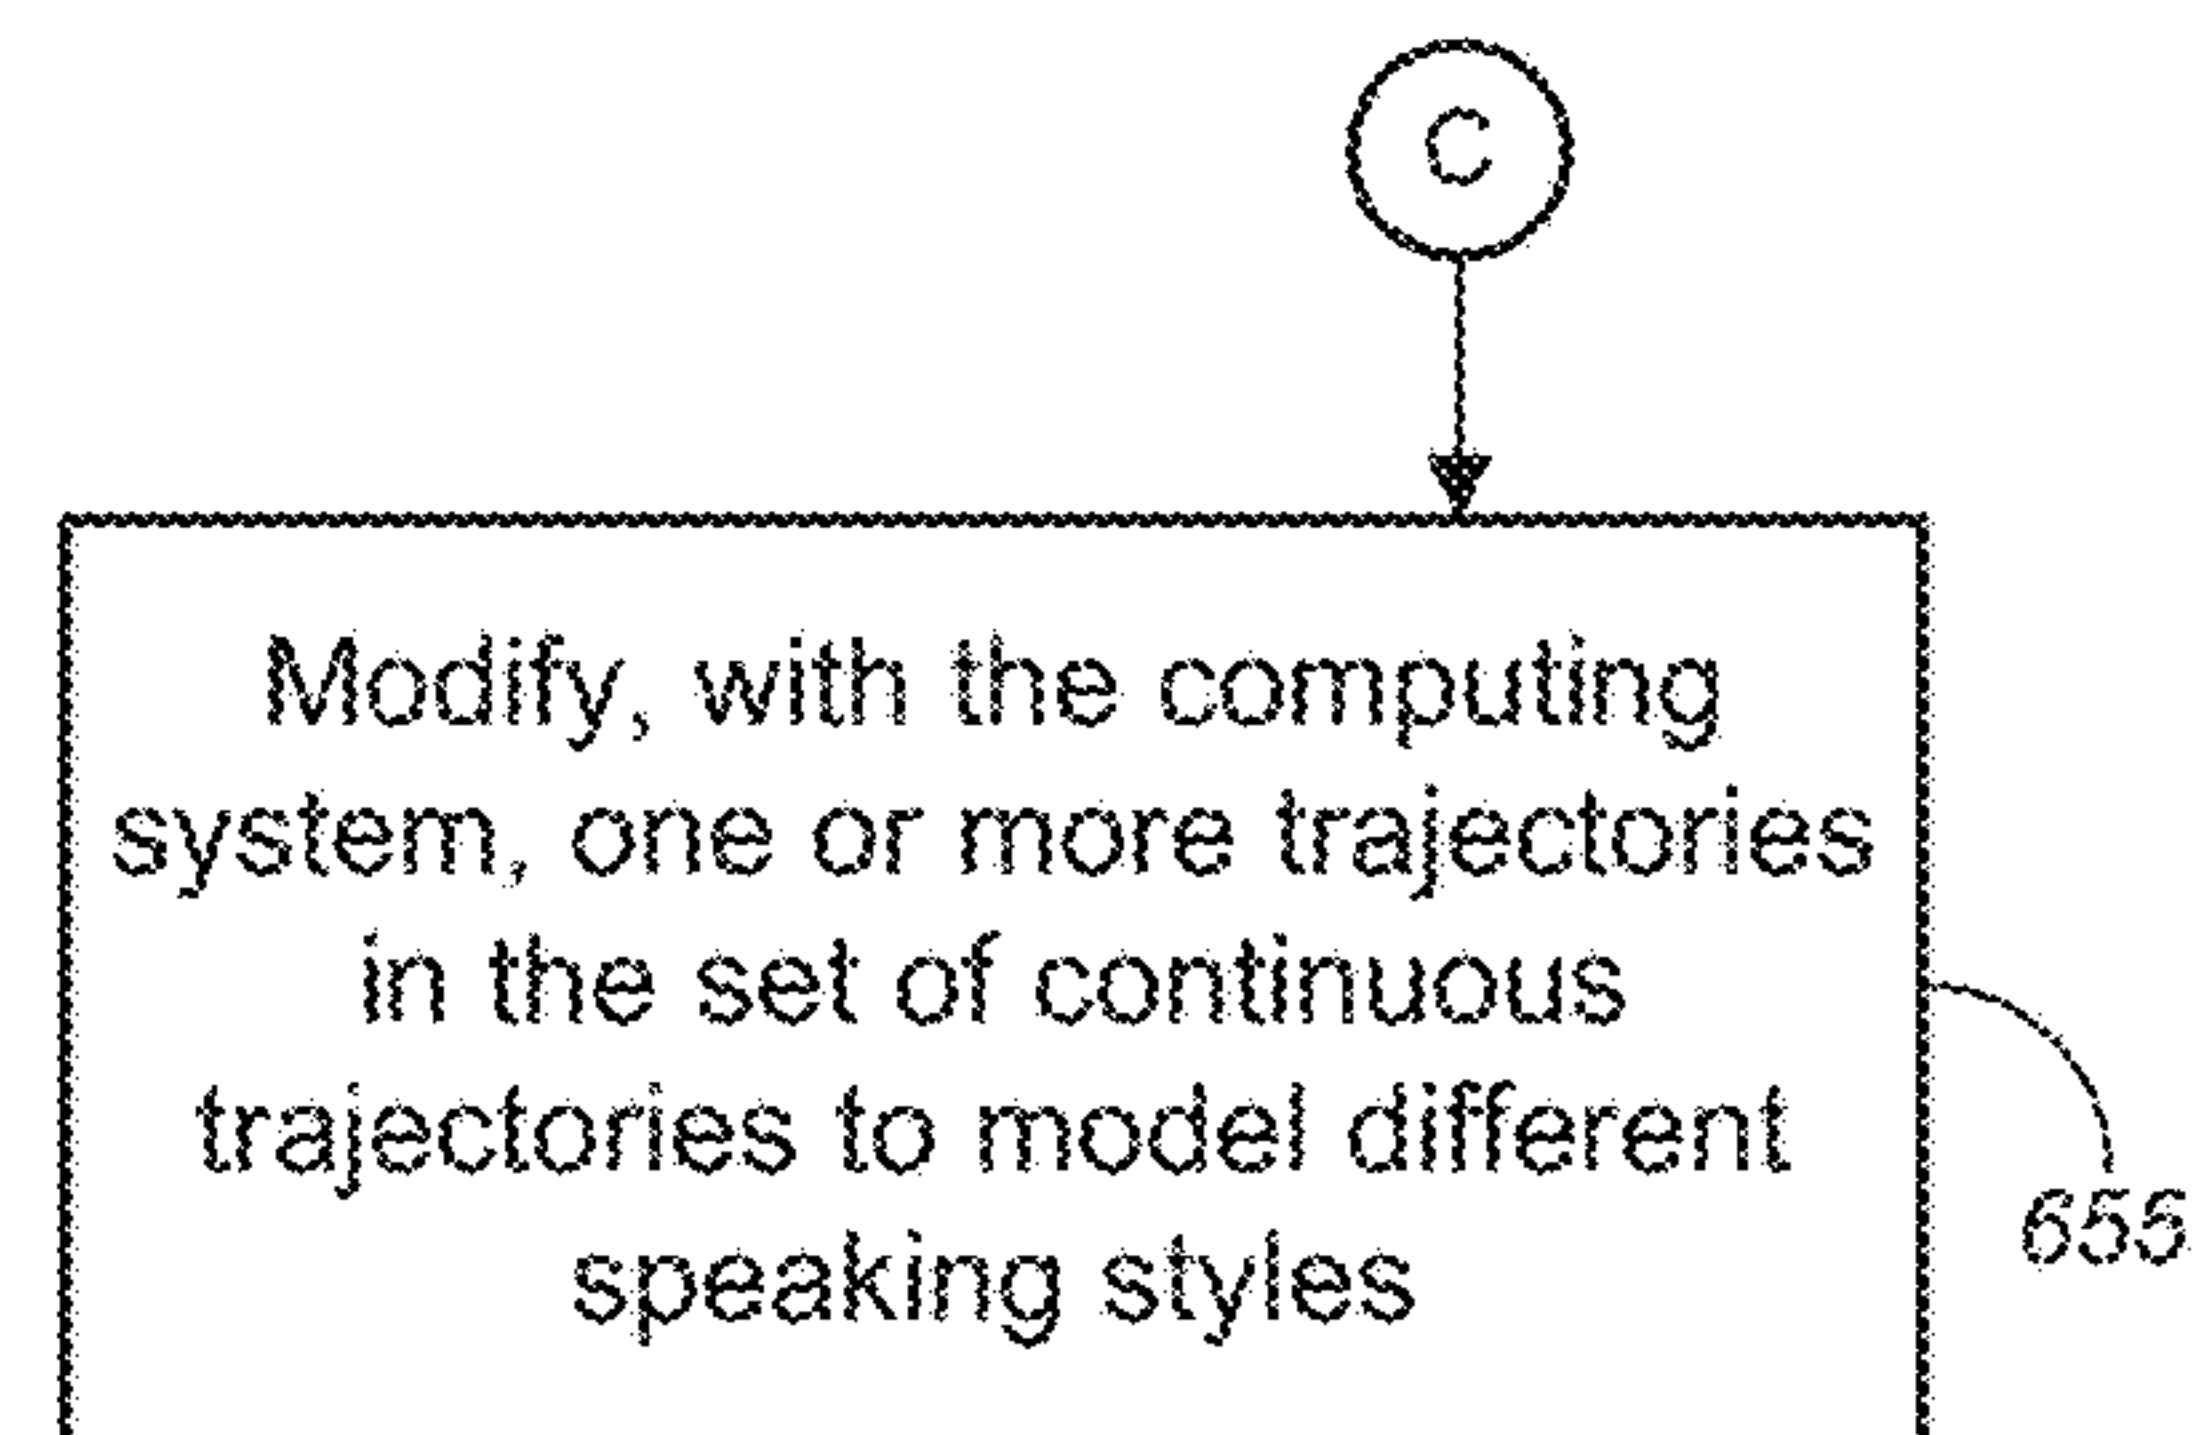 C
Modify, with the computing
system, one or more trajectories
in the set of continuous
trajectories to model different
speaking styles
655